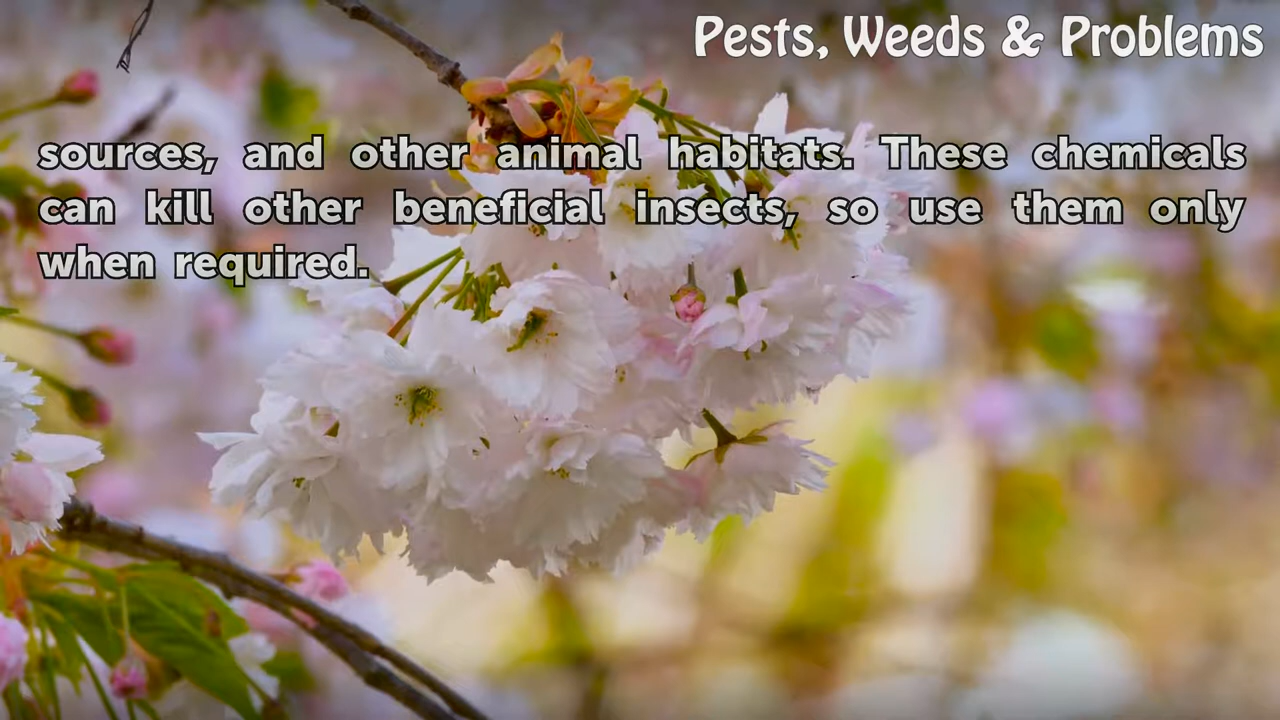 Pests, Weeds & Problems
sources, and other animal habitats. These chemicals
can kill other beneficial insects, so use them only
when required.